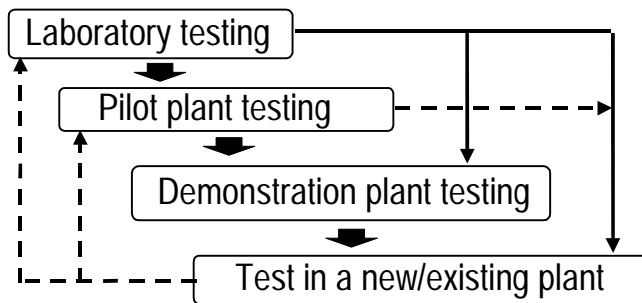 Laboratory testing
Pilot plant testing
Demonstration plant testing
Test in a new/existing plant